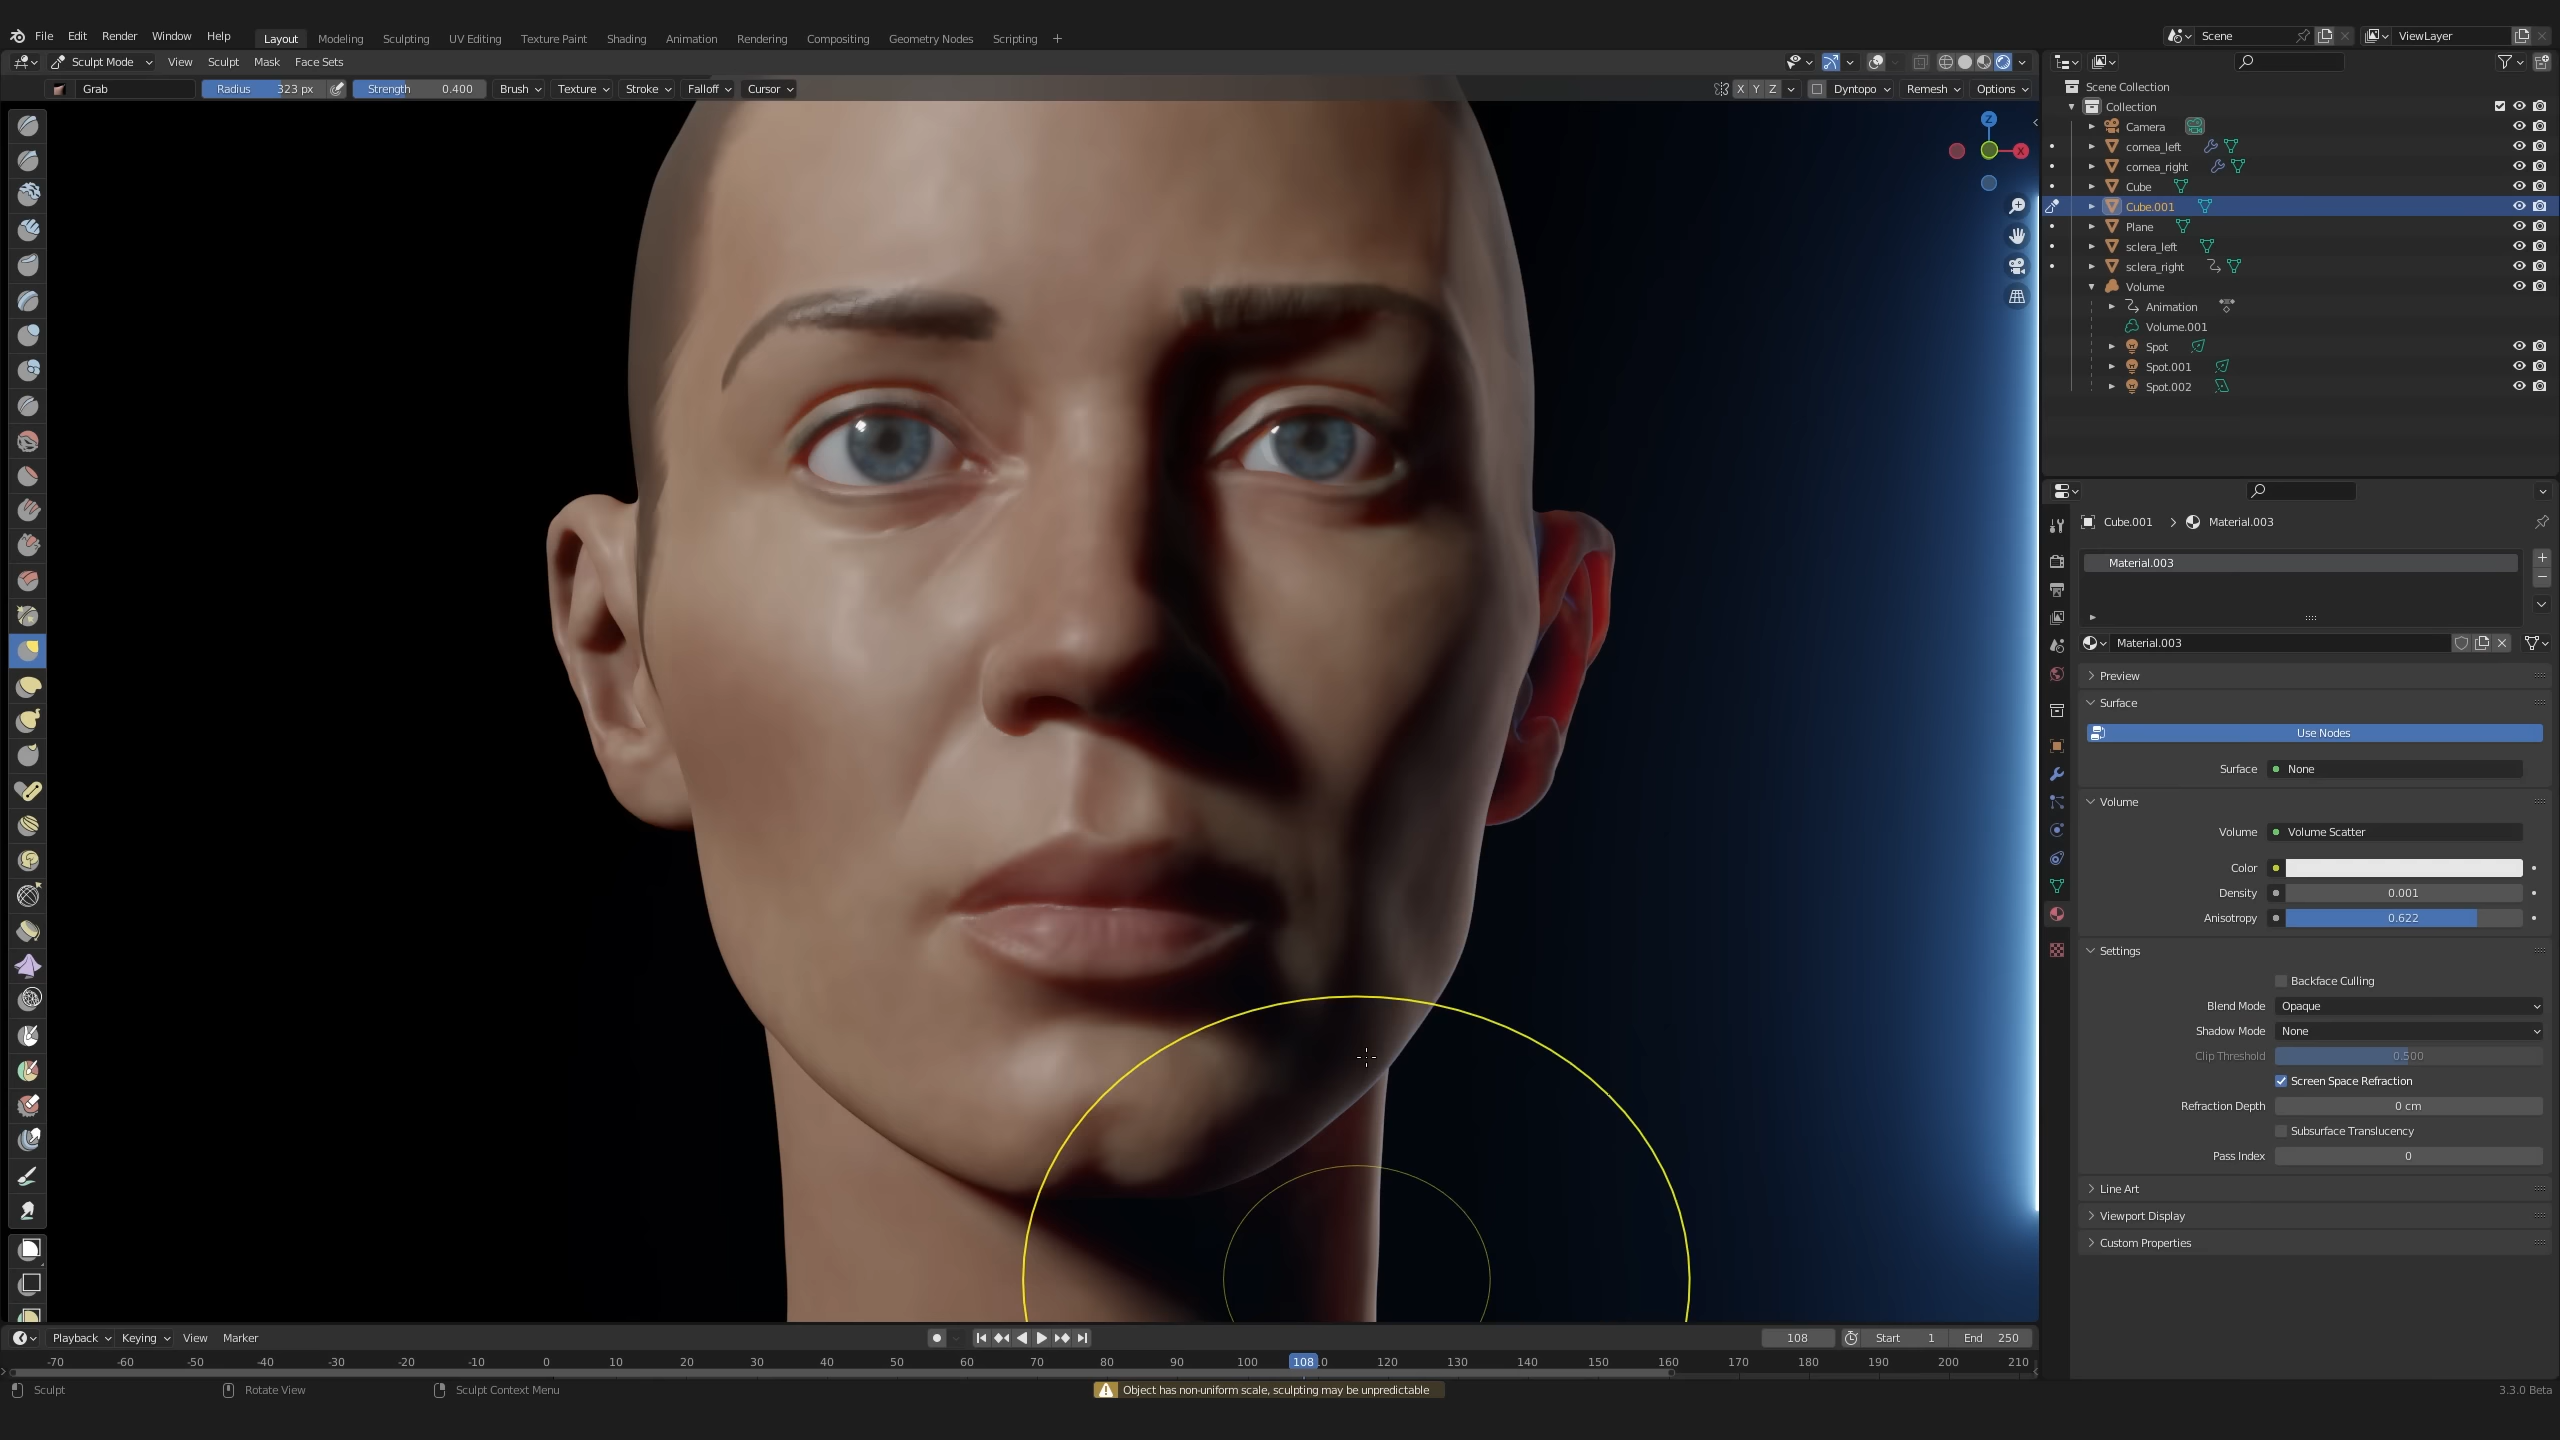 File Edit Render Window Help Layout Modeling Sculpting UV Editing Texture Paint Shading Animation Rendering Compositing Geometry Nodes Scripting + Scene ViewLayer
Sculpt Mode View Sculpt Mask Face Sets
Grab Radius 323 px Strength 0.400 Brush Texture Stroke Falloff Cursor X Y Z Dyntopo Remesh Options
Z
X
Scene Collection
Collection
Camera
cornea_left
cornea_right
Cube
Cube.001
Plane
sclera_left
sclera_right
Volume
Animation
Volume.001
Spot
Spot.001
Spot.002
Cube.001 > Material.003
Material.003
Material.003
Preview
Surface
Use Nodes
Surface None
Volume
Volume Volume Scatter
Color
Density 0.001
Anisotropy 0.622
Settings
Backface Culling
Blend Mode Opaque
Shadow Mode None
Clip Threshold 0.500
Screen Space Refraction
Refraction Depth 0 cm
Subsurface Translucency
Pass Index 0
Line Art
Viewport Display
Custom Properties
Playback Keying View Marker 108 Start 1 End 250
-70 -60 -50 -40 -30 -20 -10 0 10 20 30 40 50 60 70 80 90 100 108 120 130 140 150 160 170 180 190 200 210
Sculpt Rotate View Sculpt Context Menu Object has non-uniform scale, sculpting may be unpredictable 3.3.0 Beta